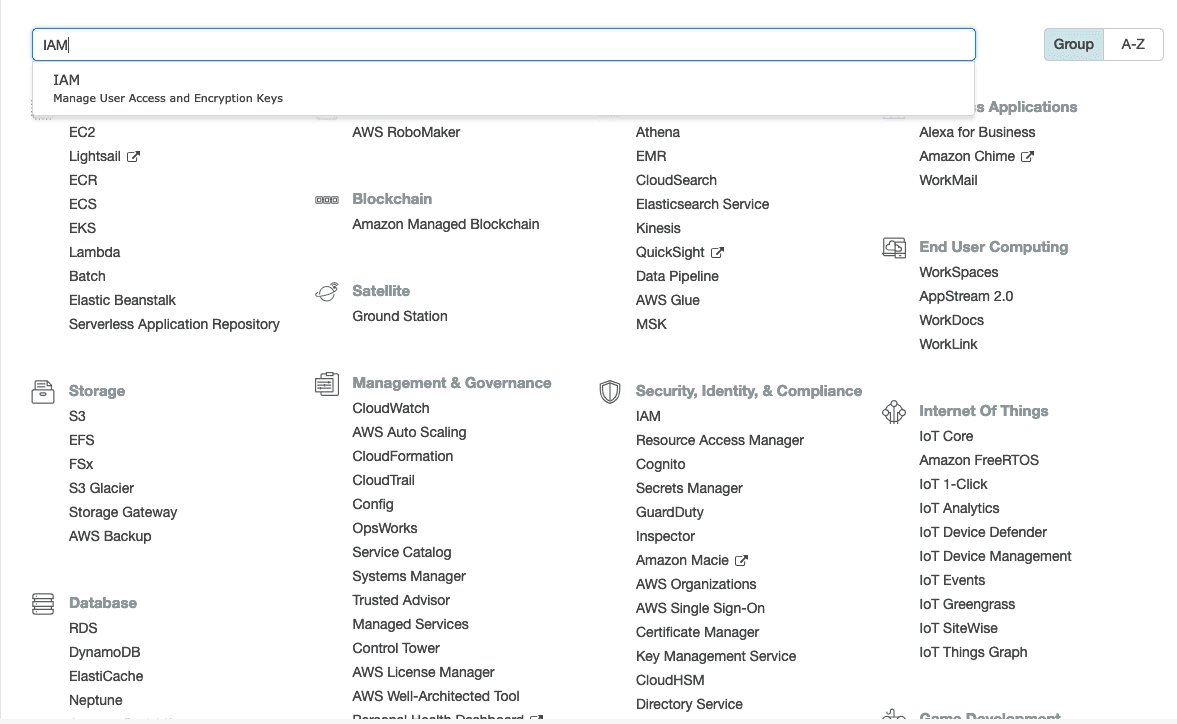 IAM
Group
A-Z
IAM
Manage User Access and Encryption Keys
EC2
Lightsail
ECR
ECS
EKS
Lambda
Batch
Elastic Beanstalk
Serverless Application Repository
Storage
S3
EFS
FSx
S3 Glacier
Storage Gateway
AWS Backup
Database
RDS
DynamoDB
ElastiCache
Neptune
AWS RoboMaker
Blockchain
Amazon Managed Blockchain
Satellite
Ground Station
Management & Governance
CloudWatch
AWS Auto Scaling
CloudFormation
CloudTrail
Config
OpsWorks
Service Catalog
Systems Manager
Trusted Advisor
Managed Services
Control Tower
AWS License Manager
AWS Well-Architected Tool
Personal Health Dashboard
Athena
EMR
CloudSearch
Elasticsearch Service
Kinesis
QuickSight
Data Pipeline
AWS Glue
MSK
Security, Identity, & Compliance
IAM
Resource Access Manager
Cognito
Secrets Manager
GuardDuty
Inspector
Amazon Macie
AWS Organizations
AWS Single Sign-On
Certificate Manager
Key Management Service
CloudHSM
Directory Service
Applications
Alexa for Business
Amazon Chime
WorkMail
End User Computing
WorkSpaces
AppStream 2.0
WorkDocs
WorkLink
Internet Of Things
IoT Core
Amazon FreeRTOS
IoT 1-Click
IoT Analytics
IoT Device Defender
IoT Device Management
IoT Events
IoT Greengrass
IoT SiteWise
IoT Things Graph
Game Development